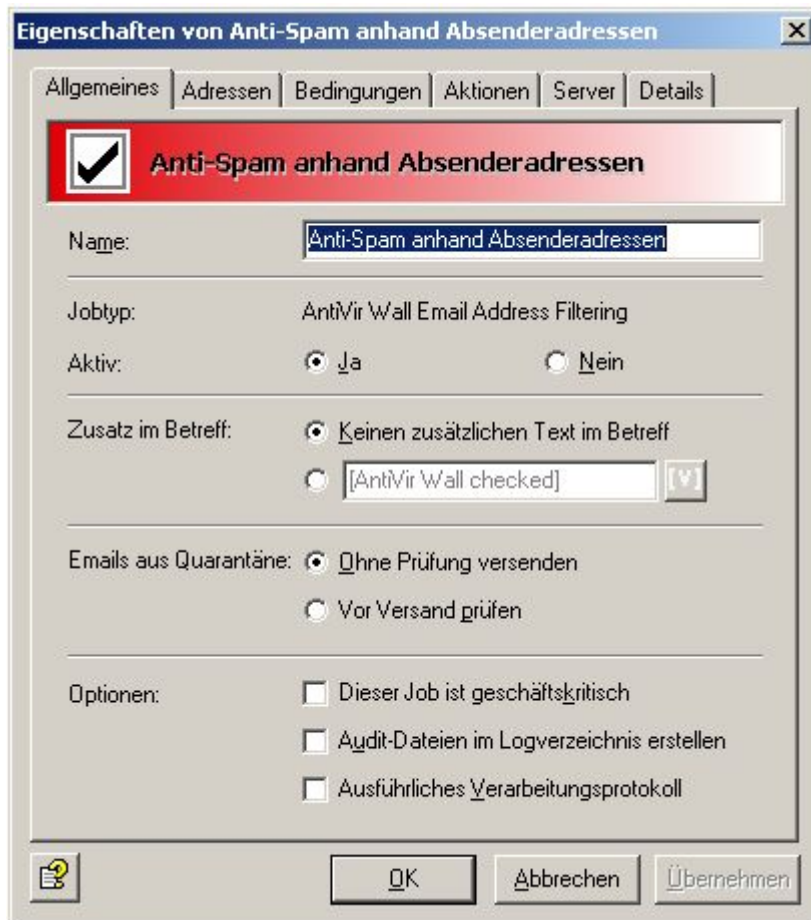 Eigenschaften von Anti-Spam anhand Absenderadressen
Allgemeines Adressen Bedingungen Aktionen Server Details
Anti-Spam anhand Absenderadressen
Name: Anti-Spam anhand Absenderadressen
Jobtyp: AntiVir Wall Email Address Filtering
Aktiv: Ja Nein
Zusatz im Betreff: Keinen zusätzlichen Text im Betreff
[AntiVir Wall checked] [V]
Emails aus Quarantäne: Ohne Prüfung versenden
Vor Versand prüfen
Optionen: Dieser Job ist geschäftskritisch
Audit-Dateien im Logverzeichnis erstellen
Ausführliches Verarbeitungsprotokoll
OK Abbrechen Übernehmen